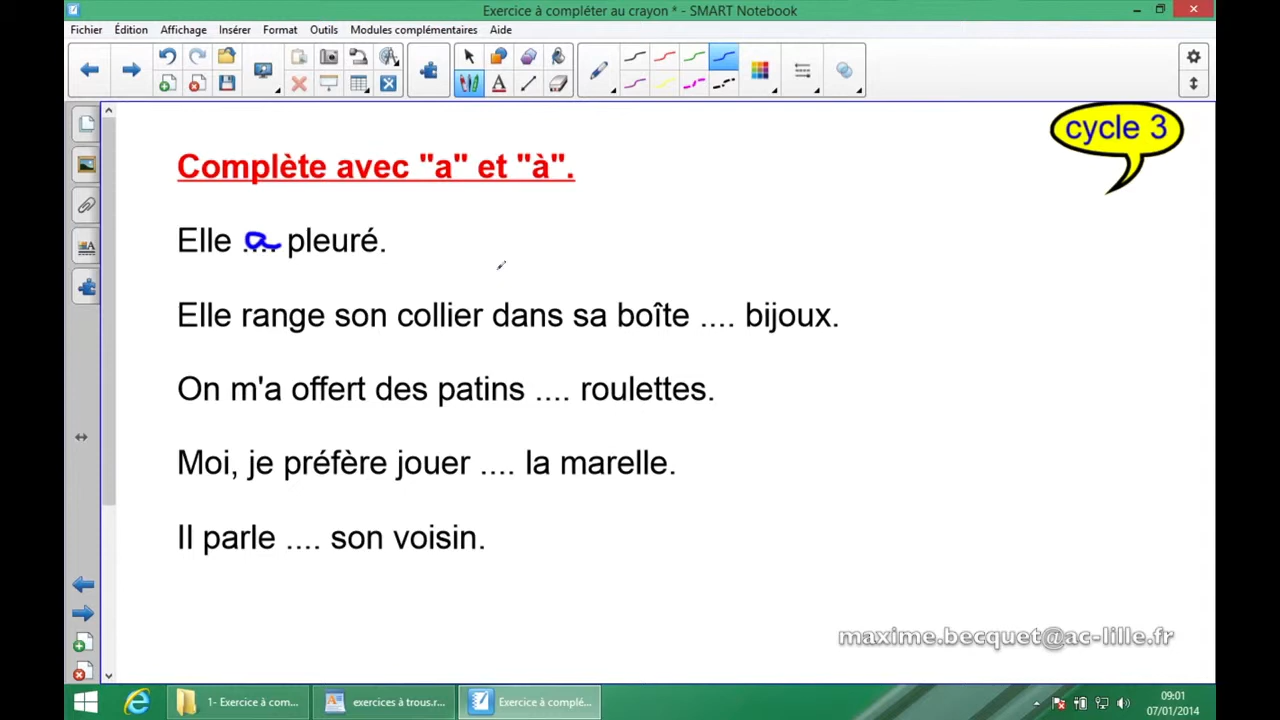 Exercice à compléter au crayon * - SMART Notebook
Fichier Édition Affichage Insérer Format Outils Modules complémentaires Aide
cycle 3
Complète avec "a" et "à".
Elle .a.. pleuré.
Elle range son collier dans sa boîte .... bijoux.
On m'a offert des patins .... roulettes.
Moi, je préfère jouer .... la marelle.
Il parle .... son voisin.
maxime.becquet@ac-lille.fr
1- Exercice à com... exercices à trous.r... Exercice à complé... 09:01
07/01/2014